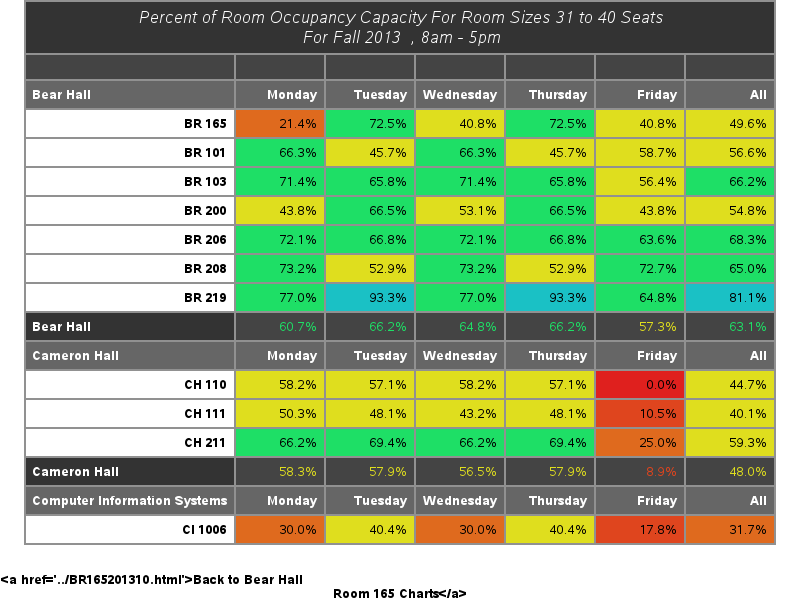 Percent of Room Occupancy Capacity For Room Sizes 31 to 40 Seats
For Fall 2013  , 8am - 5pm
Bear Hall Monday Tuesday Wednesday Thursday Friday All
BR 165 21.4% 72.5% 40.8% 72.5% 40.8% 49.6%
BR 101 66.3% 45.7% 66.3% 45.7% 58.7% 56.6%
BR 103 71.4% 65.8% 71.4% 65.8% 56.4% 66.2%
BR 200 43.8% 66.5% 53.1% 66.5% 43.8% 54.8%
BR 206 72.1% 66.8% 72.1% 66.8% 63.6% 68.3%
BR 208 73.2% 52.9% 73.2% 52.9% 72.7% 65.0%
BR 219 77.0% 93.3% 77.0% 93.3% 64.8% 81.1%
Bear Hall 60.7% 66.2% 64.8% 66.2% 57.3% 63.1%
Cameron Hall Monday Tuesday Wednesday Thursday Friday All
CH 110 58.2% 57.1% 58.2% 57.1% 0.0% 44.7%
CH 111 50.3% 48.1% 43.2% 48.1% 10.5% 40.1%
CH 211 66.2% 69.4% 66.2% 69.4% 25.0% 59.3%
Cameron Hall 58.3% 57.9% 56.5% 57.9% 8.9% 48.0%
Computer Information Systems Monday Tuesday Wednesday Thursday Friday All
CI 1006 30.0% 40.4% 30.0% 40.4% 17.8% 31.7%
<a href='../BR165201310.html'>Back to Bear Hall
Room 165 Charts</a>